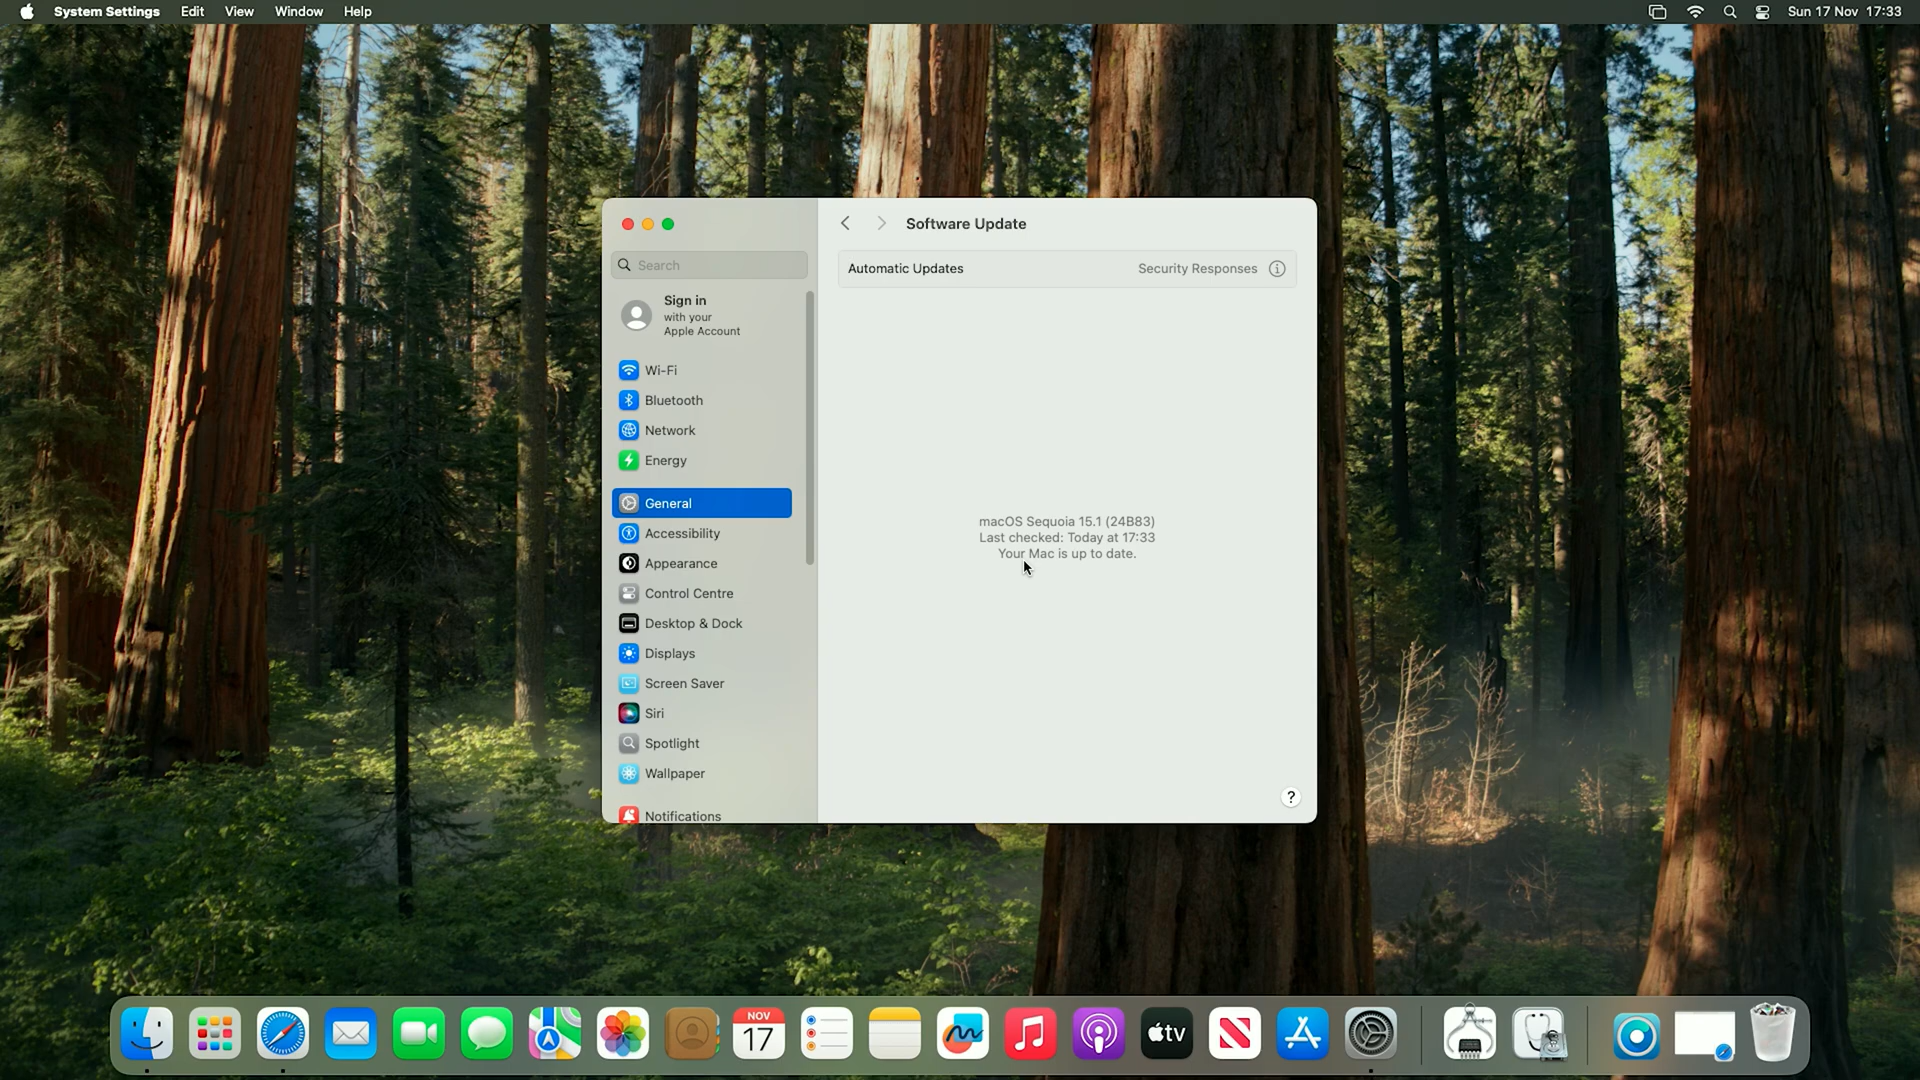 System Settings Edit View Window Help
Sun 17 Nov 17:33
Software Update
Search
Automatic Updates
Security Responses
Sign in
with your
Apple Account
Wi-Fi
Bluetooth
Network
Energy
General
Accessibility
Appearance
Control Centre
Desktop & Dock
Displays
Screen Saver
Siri
Spotlight
Wallpaper
Notifications
macOS Sequoia 15.1 (24B83)
Last checked: Today at 17:33
Your Mac is up to date.
?
NOV
17
tv